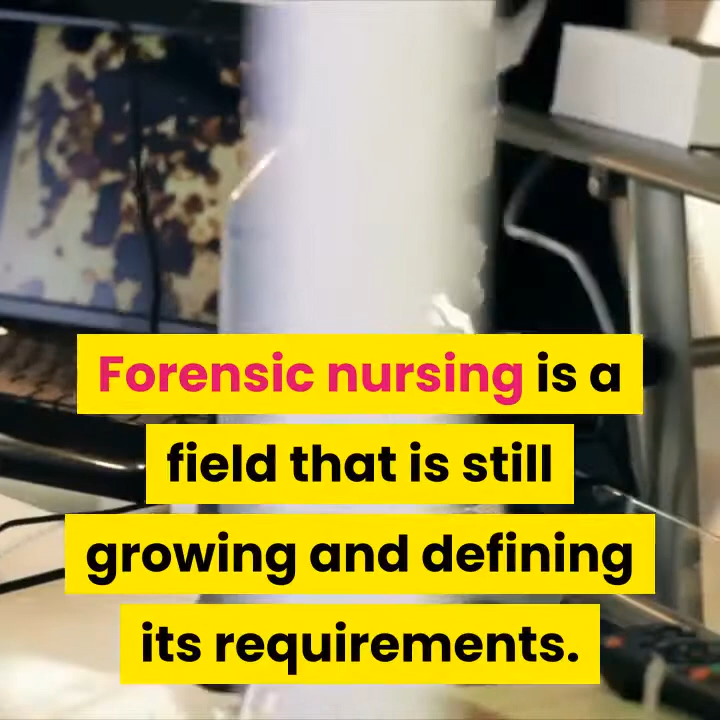 Forensic nursing is a
field that is still
growing and defining
its requirements.